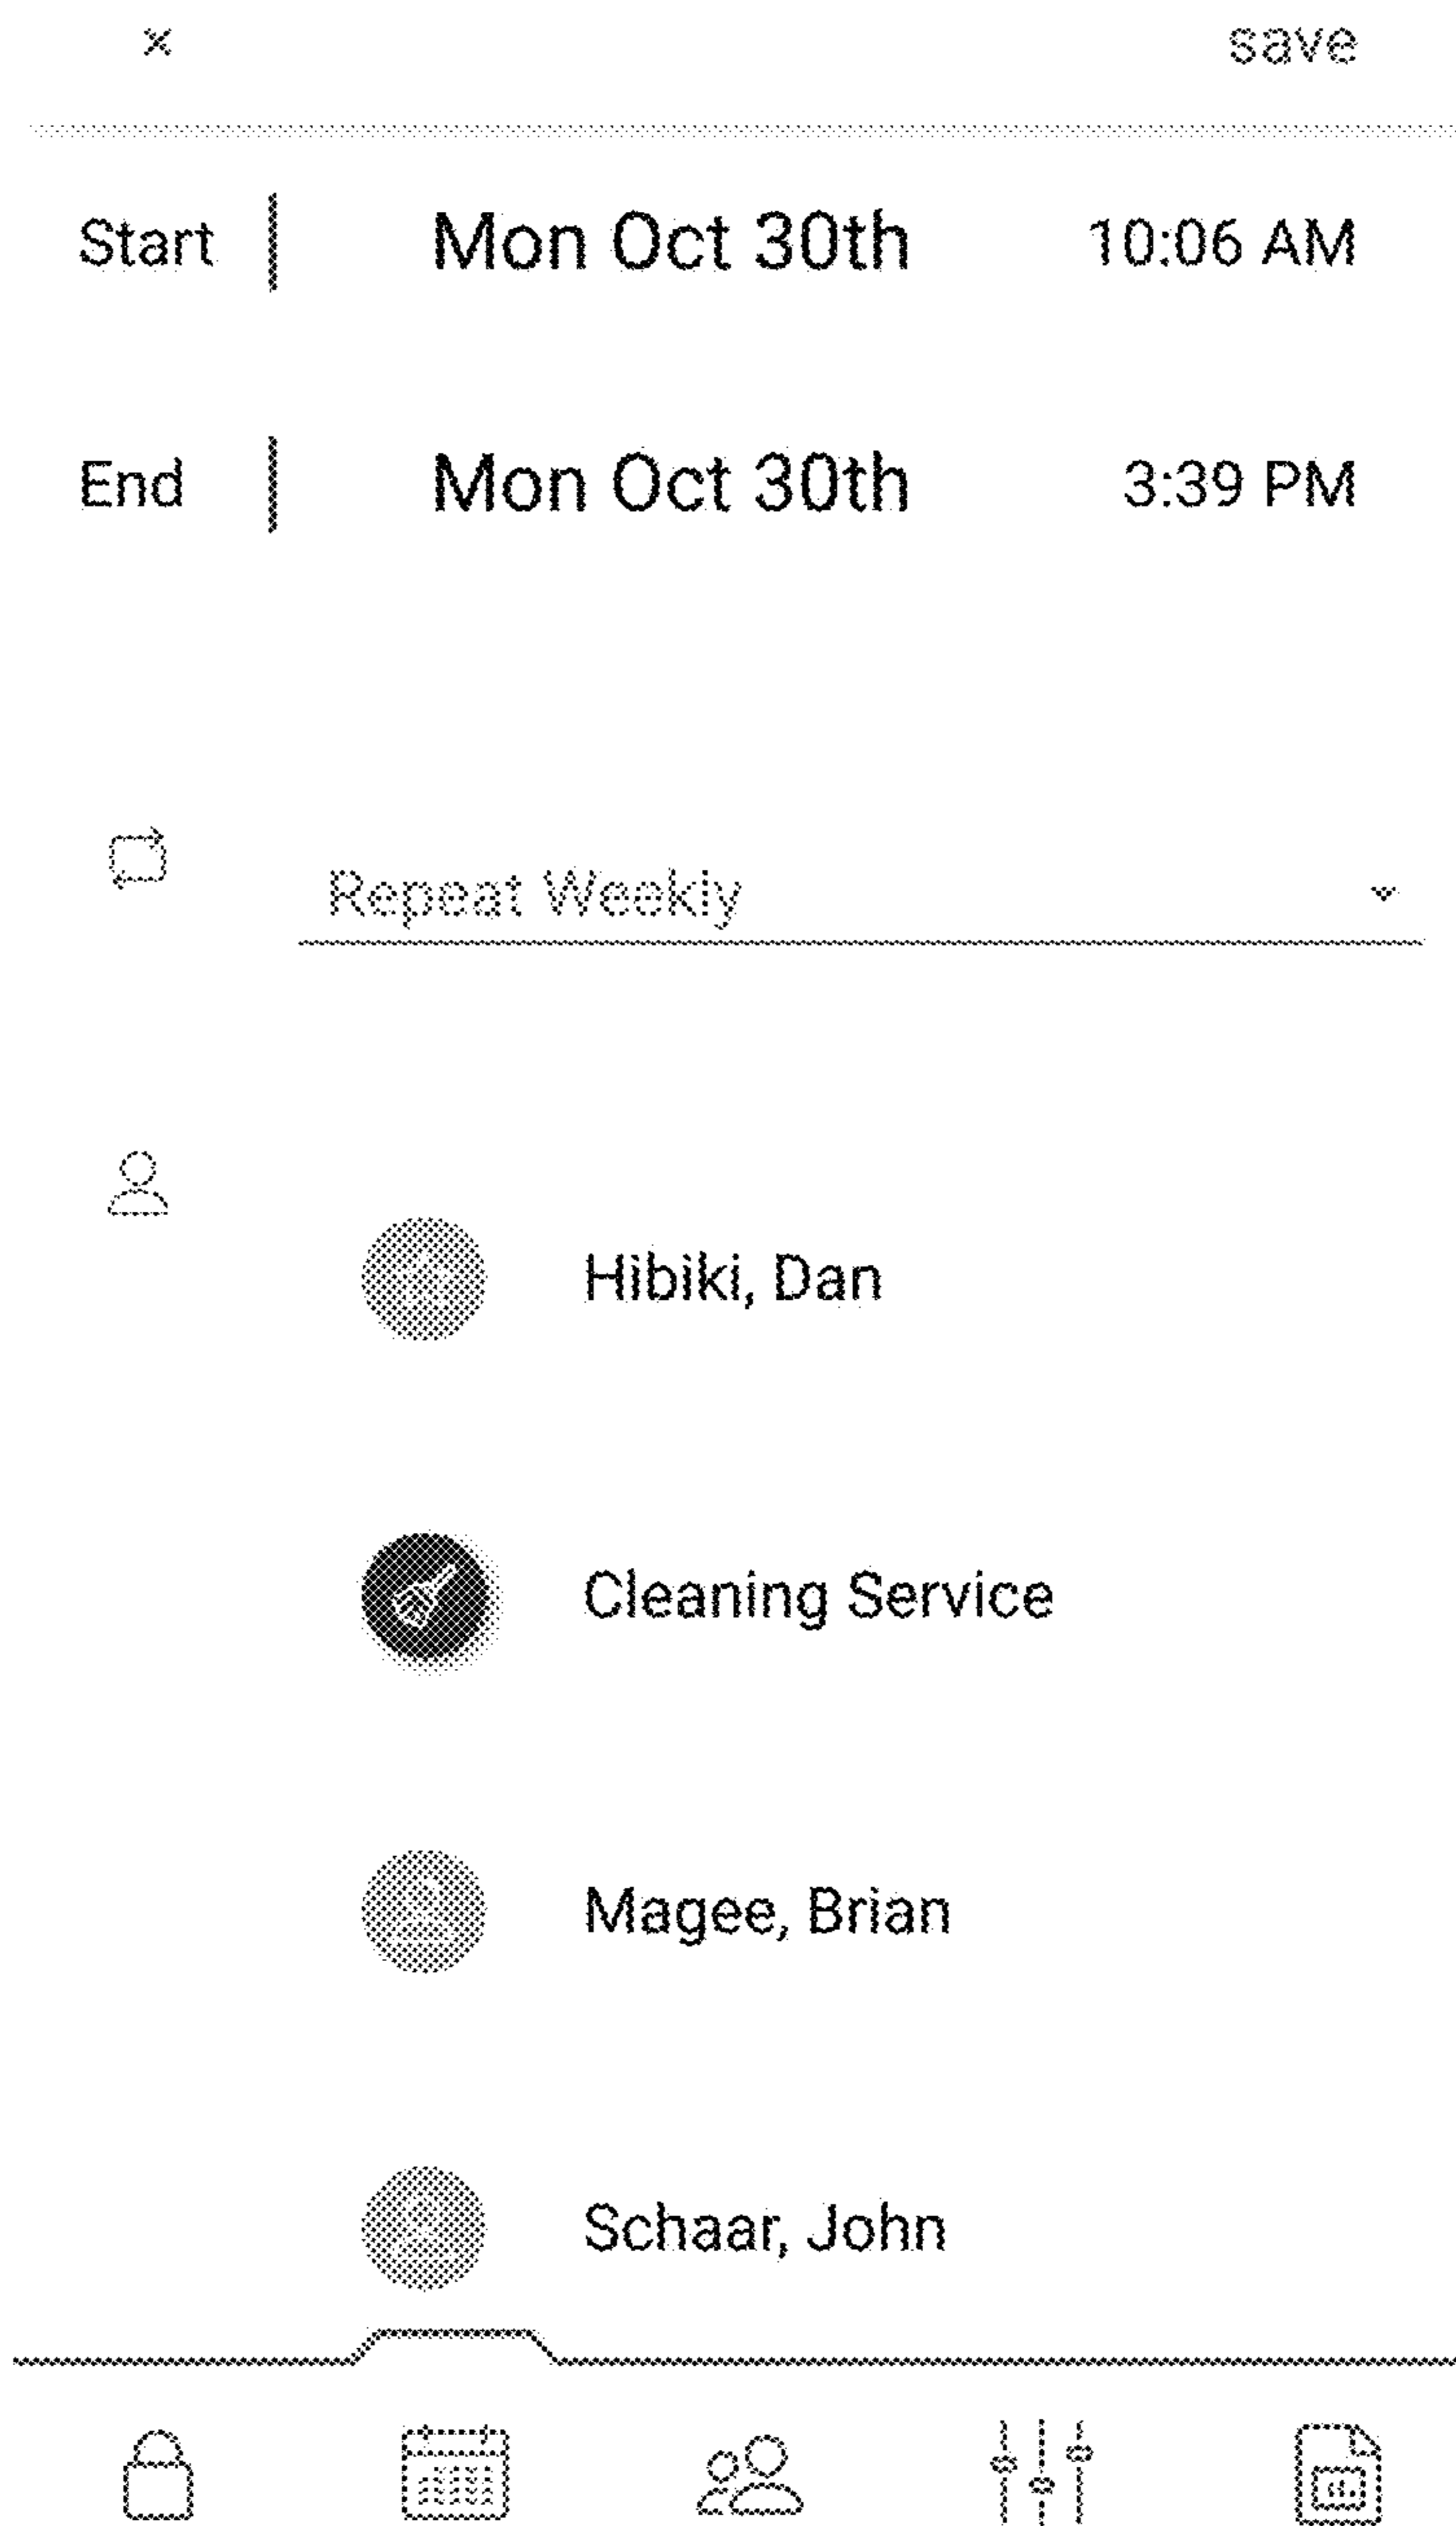 × save
Start Mon Oct 30th 10:06 AM
End Mon Oct 30th 3:39 PM
Repeat Weekly
Hibiki, Dan
Cleaning Service
Magee, Brian
Schaar, John